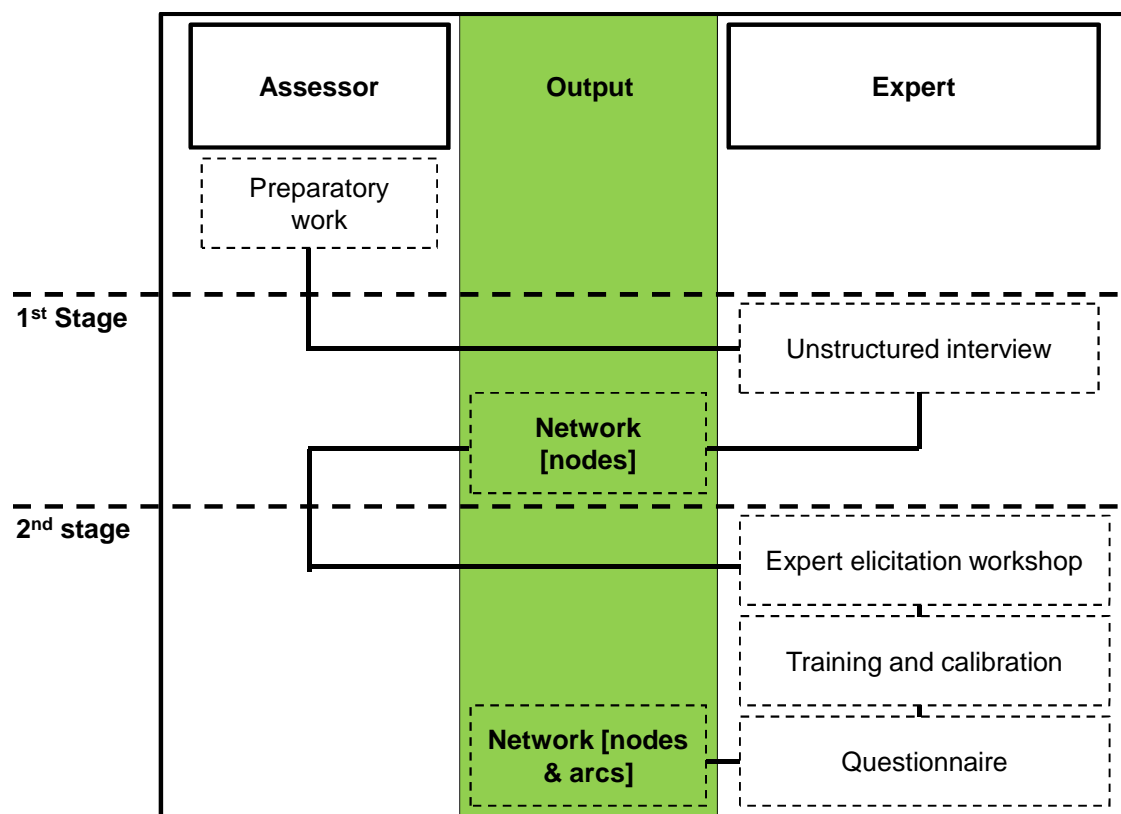 Assessor
Output
Expert
Preparatory
work
1st Stage
Unstructured interview
Network
[nodes]
2nd stage
Expert elicitation workshop
Training and calibration
Network [nodes
& arcs]
Questionnaire